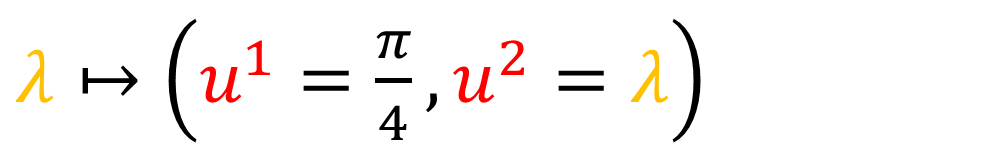 λ ↦ (u¹ = π/4, u² = λ)